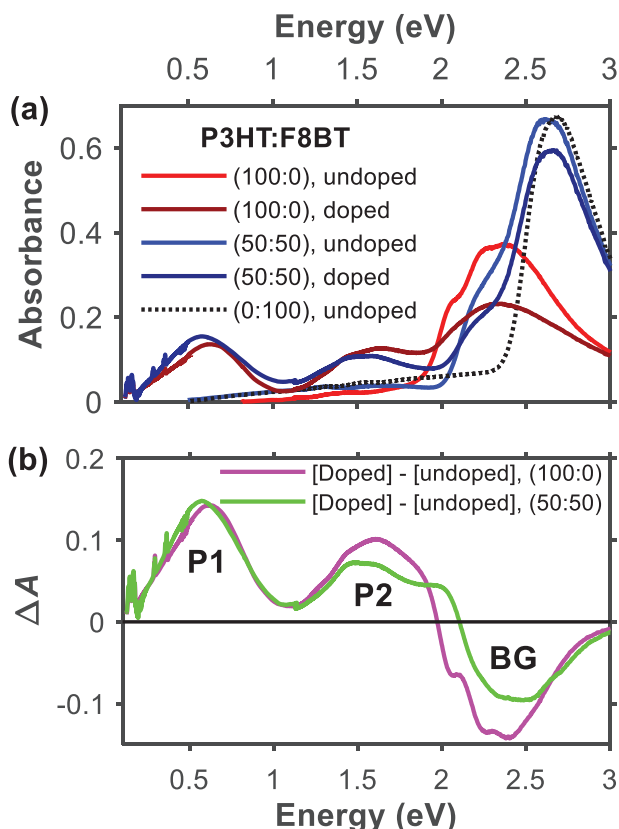 Energy (eV)
0.5 1 1.5 2 2.5 3
(a)
P3HT:F8BT
(100:0), undoped
(100:0), doped
(50:50), undoped
(50:50), doped
(0:100), undoped
Absorbance
0.6
0.4
0.2
0
(b)
[Doped] - [undoped], (100:0)
[Doped] - [undoped], (50:50)
P1
P2
BG
ΔA
0.2
0.1
0
-0.1
0.5 1 1.5 2 2.5 3
Energy (eV)